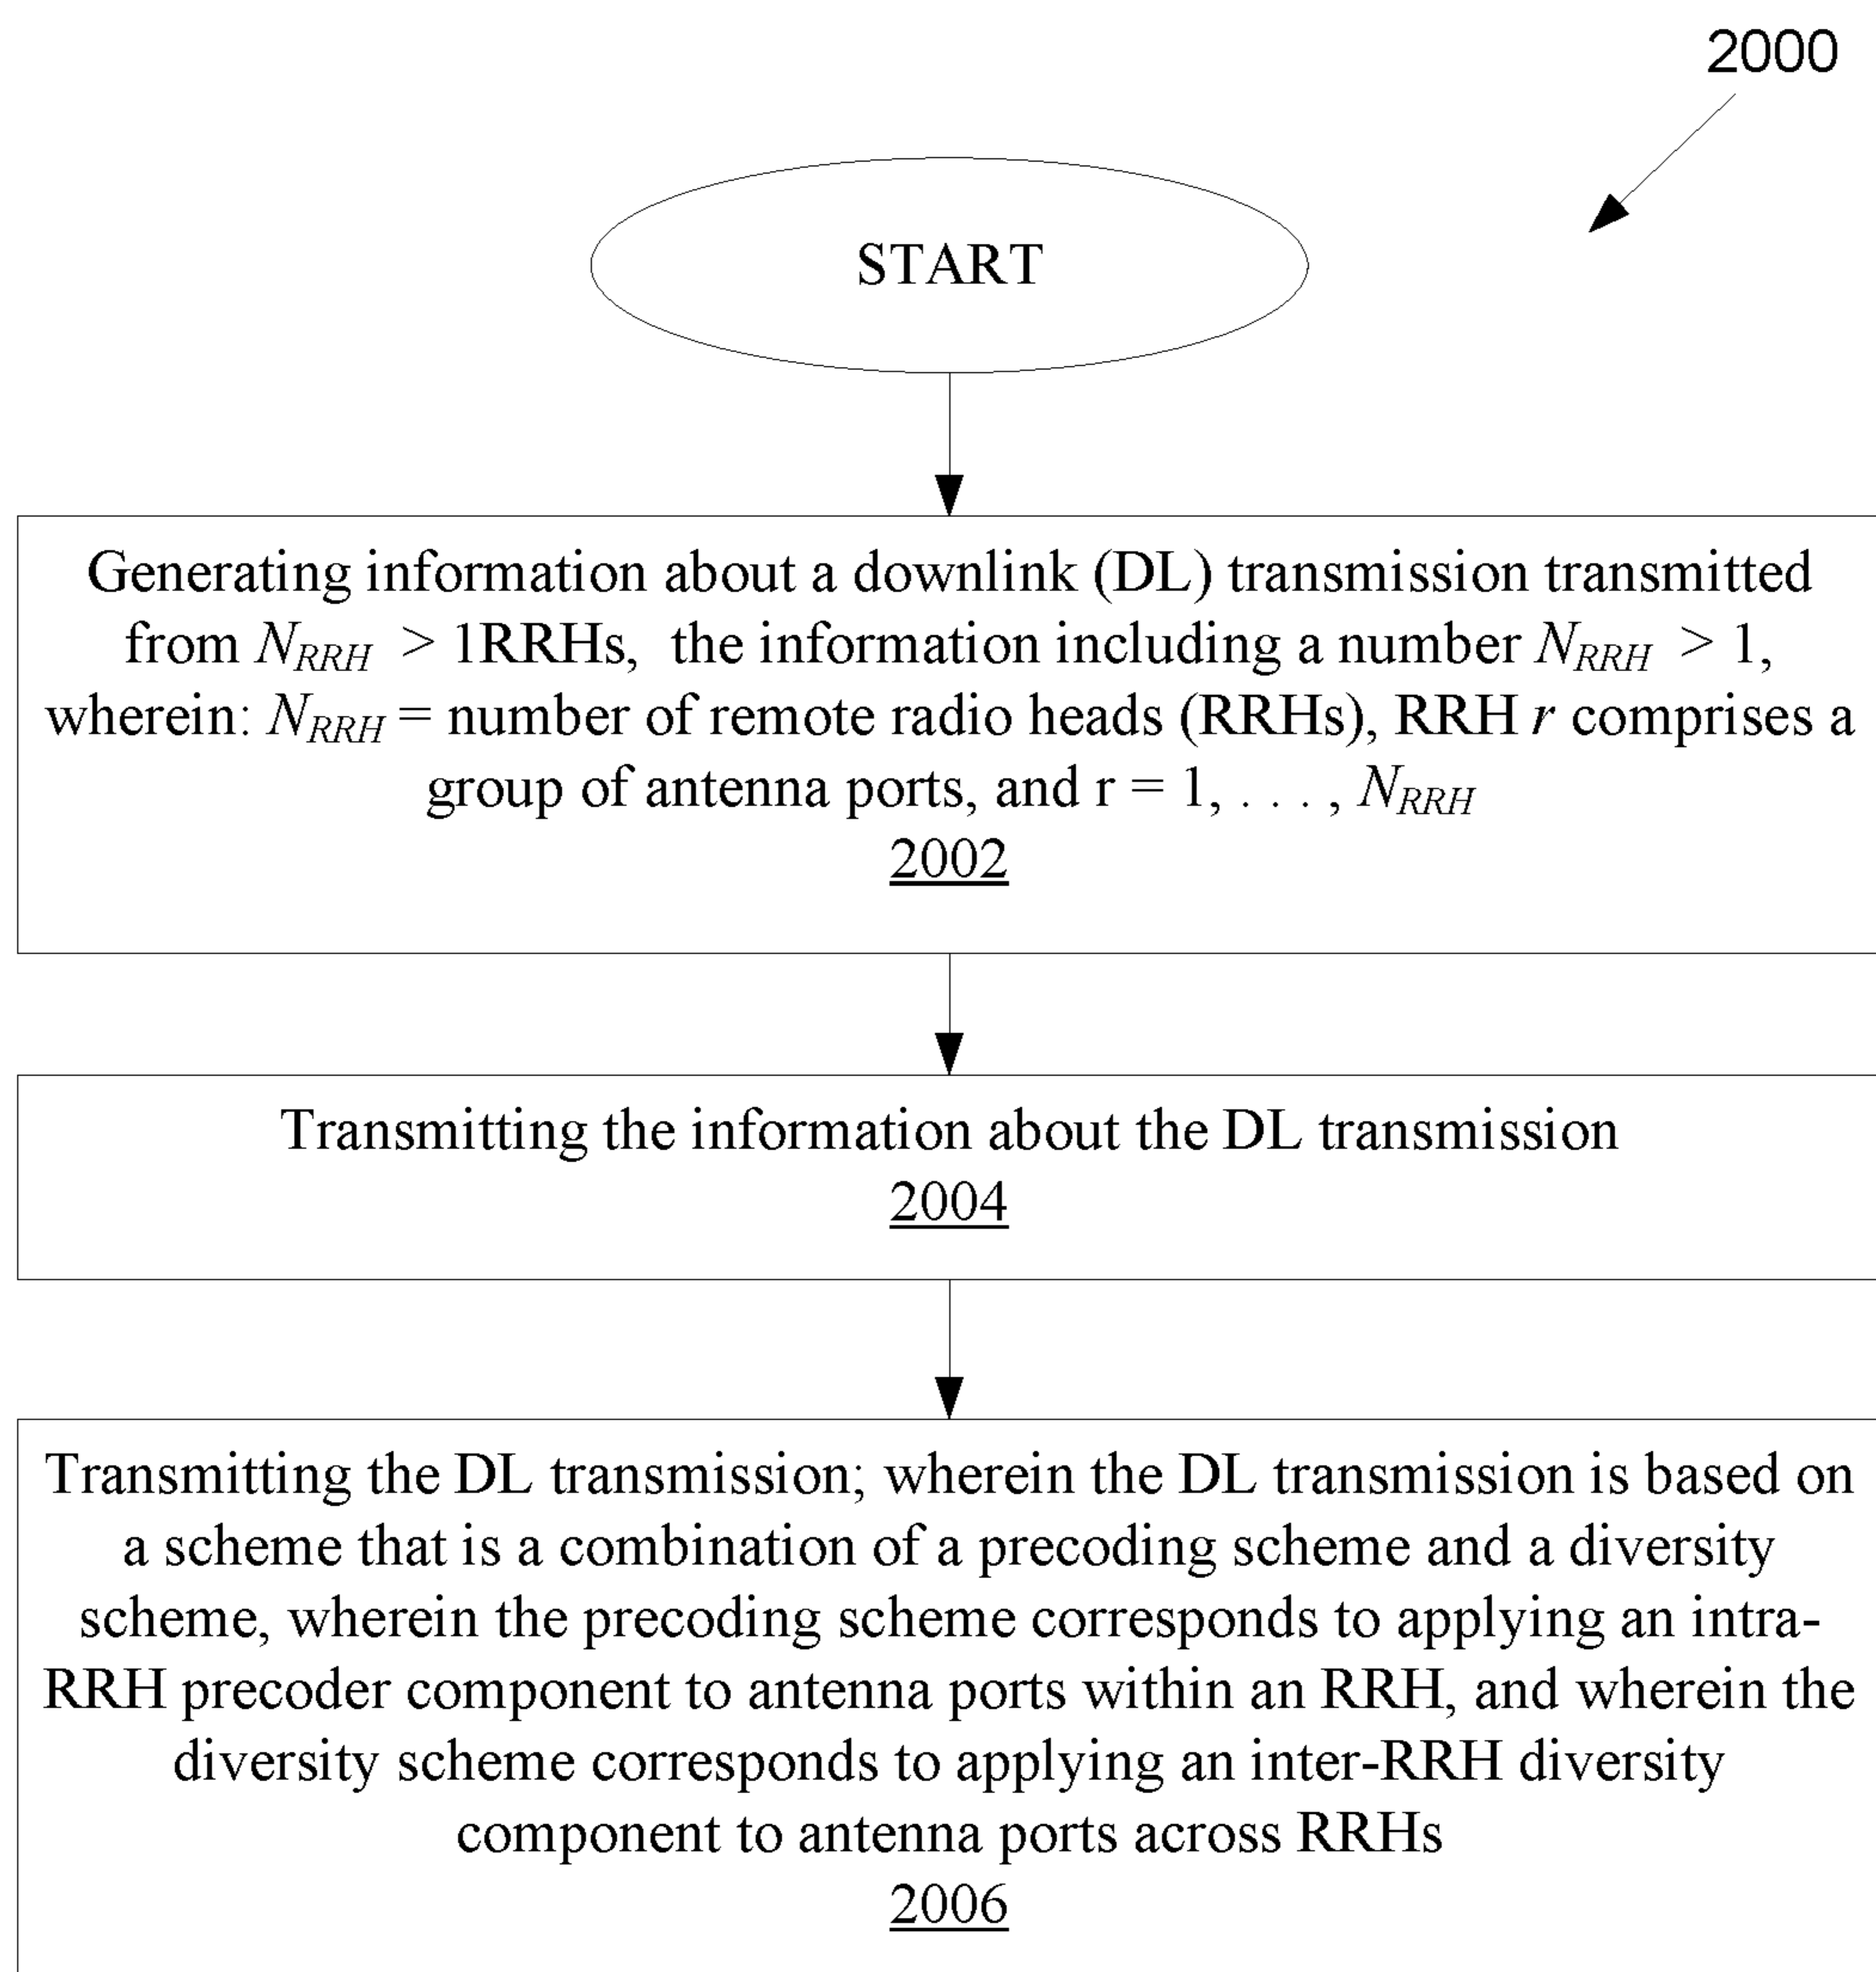 2000
START
Generating information about a downlink (DL) transmission transmitted
from N_RRH > 1RRHs, the information including a number N_RRH > 1,
wherein: N_RRH = number of remote radio heads (RRHs), RRH r comprises a
group of antenna ports, and r = 1, . . . , N_RRH
2002
Transmitting the information about the DL transmission
2004
Transmitting the DL transmission; wherein the DL transmission is based on
a scheme that is a combination of a precoding scheme and a diversity
scheme, wherein the precoding scheme corresponds to applying an intra-
RRH precoder component to antenna ports within an RRH, and wherein the
diversity scheme corresponds to applying an inter-RRH diversity
component to antenna ports across RRHs
2006